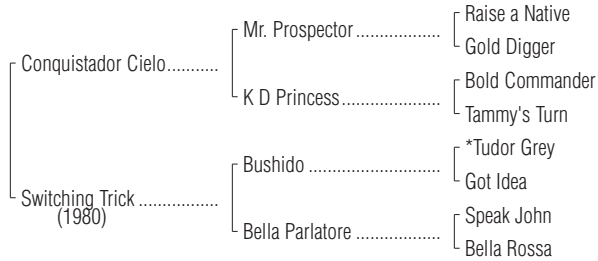 Raise a Native
Mr. Prospector ..................
Gold Digger
Conquistador Cielo...........
Bold Commander
K D Princess.....................
Tammy's Turn
*Tudor Grey
Bushido ............................
Got Idea
Switching Trick .................
(1980)
Speak John
Bella Parlatore ..................
Bella Rossa